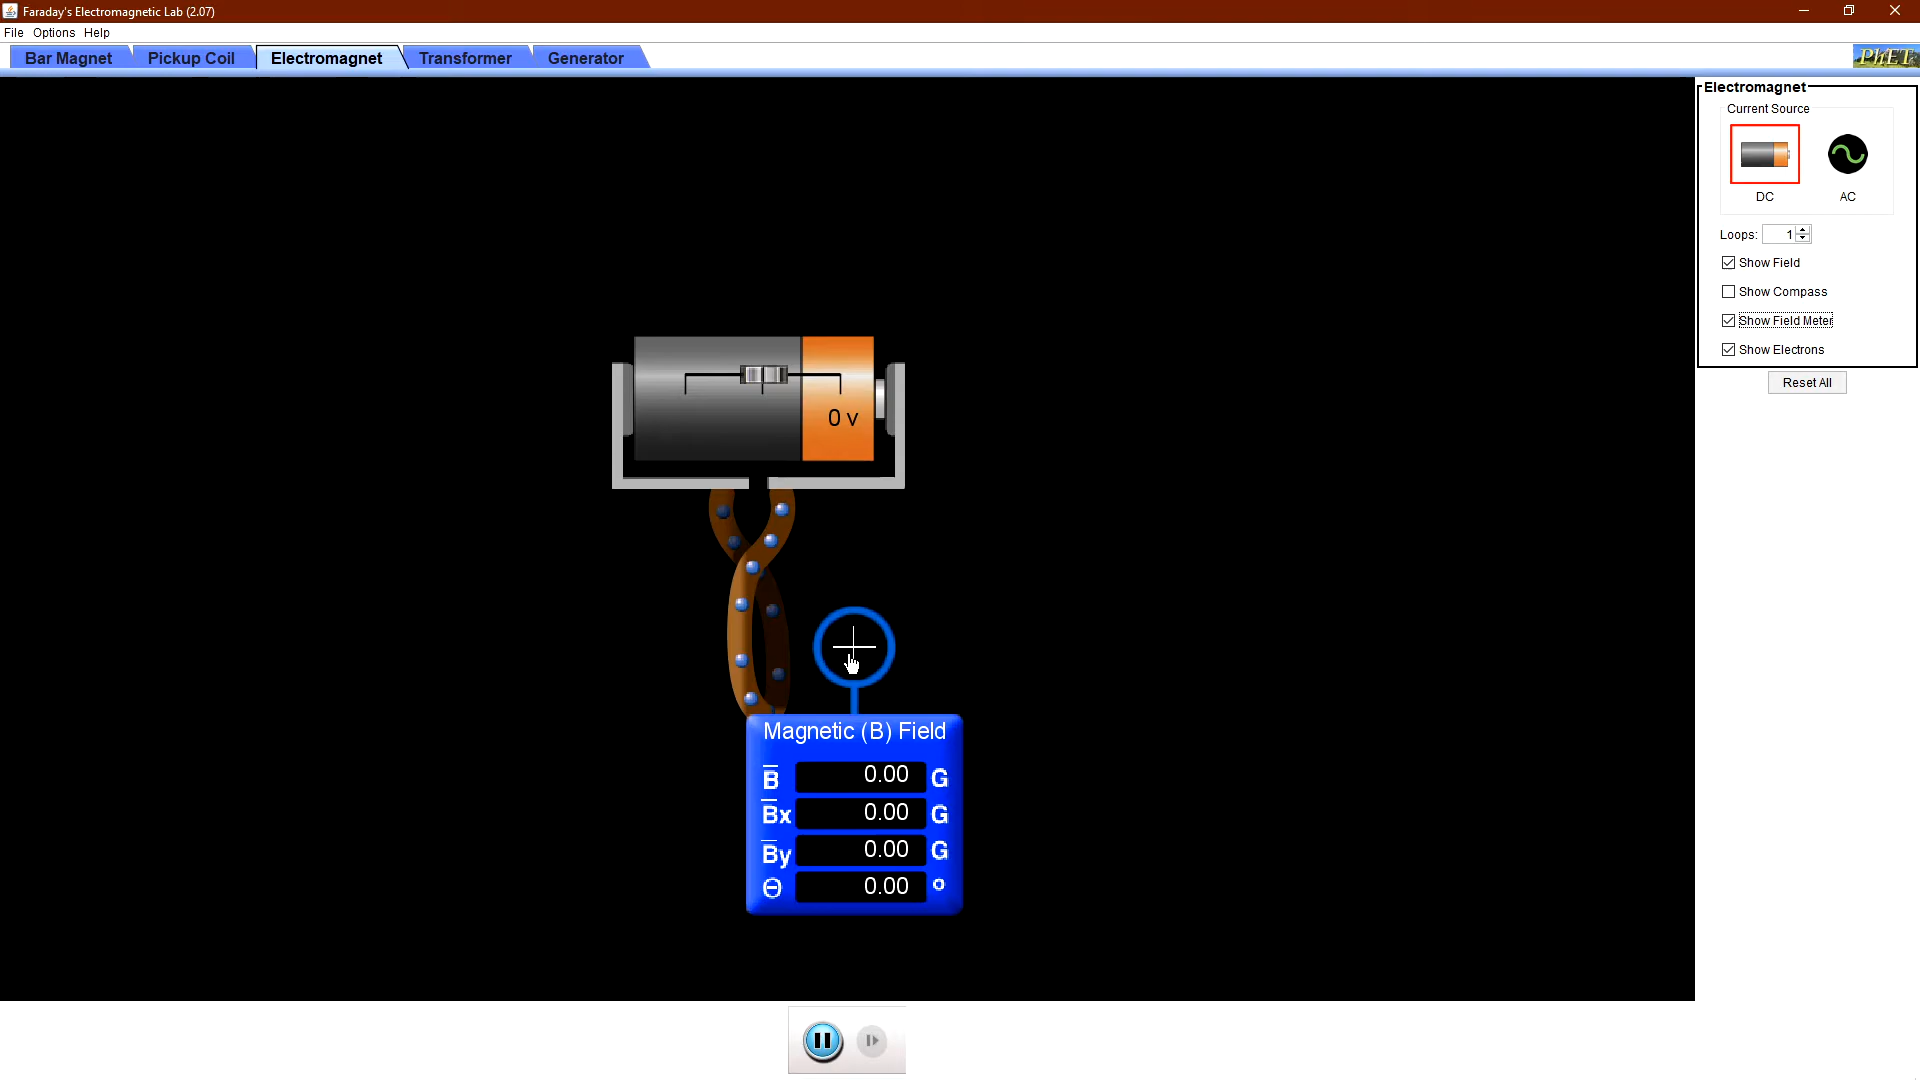 Faraday's Electromagnetic Lab (2.07)
File Options Help
Bar Magnet Pickup Coil Electromagnet Transformer Generator
PhET
Electromagnet
Current Source
DC AC
Loops: 1
Show Field
Show Compass
Show Field Meter
Show Electrons
Reset All
0 v
Magnetic (B) Field
B 0.00 G
Bx 0.00 G
By 0.00 G
Θ 0.00 °